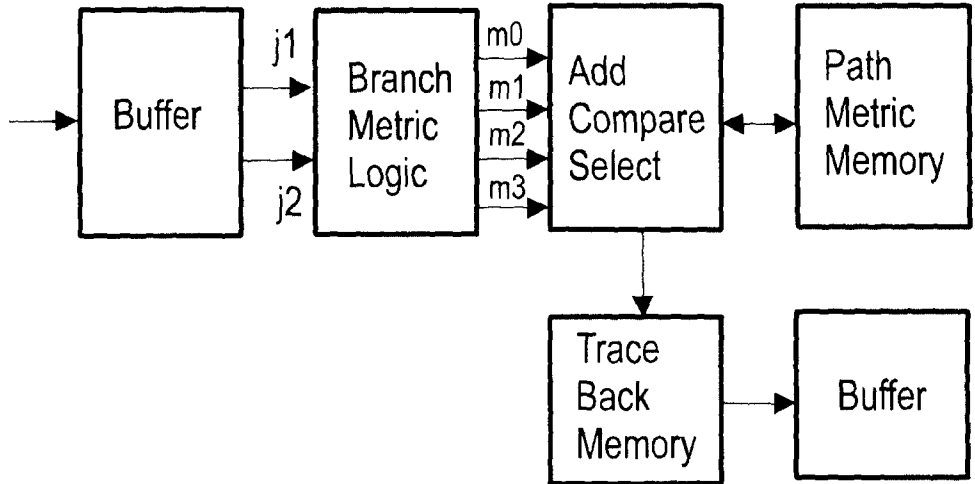 Buffer
j1
j2
Branch
Metric
Logic
m0
m1
m2
m3
Add
Compare
Select
Path
Metric
Memory
Trace
Back
Memory
Buffer